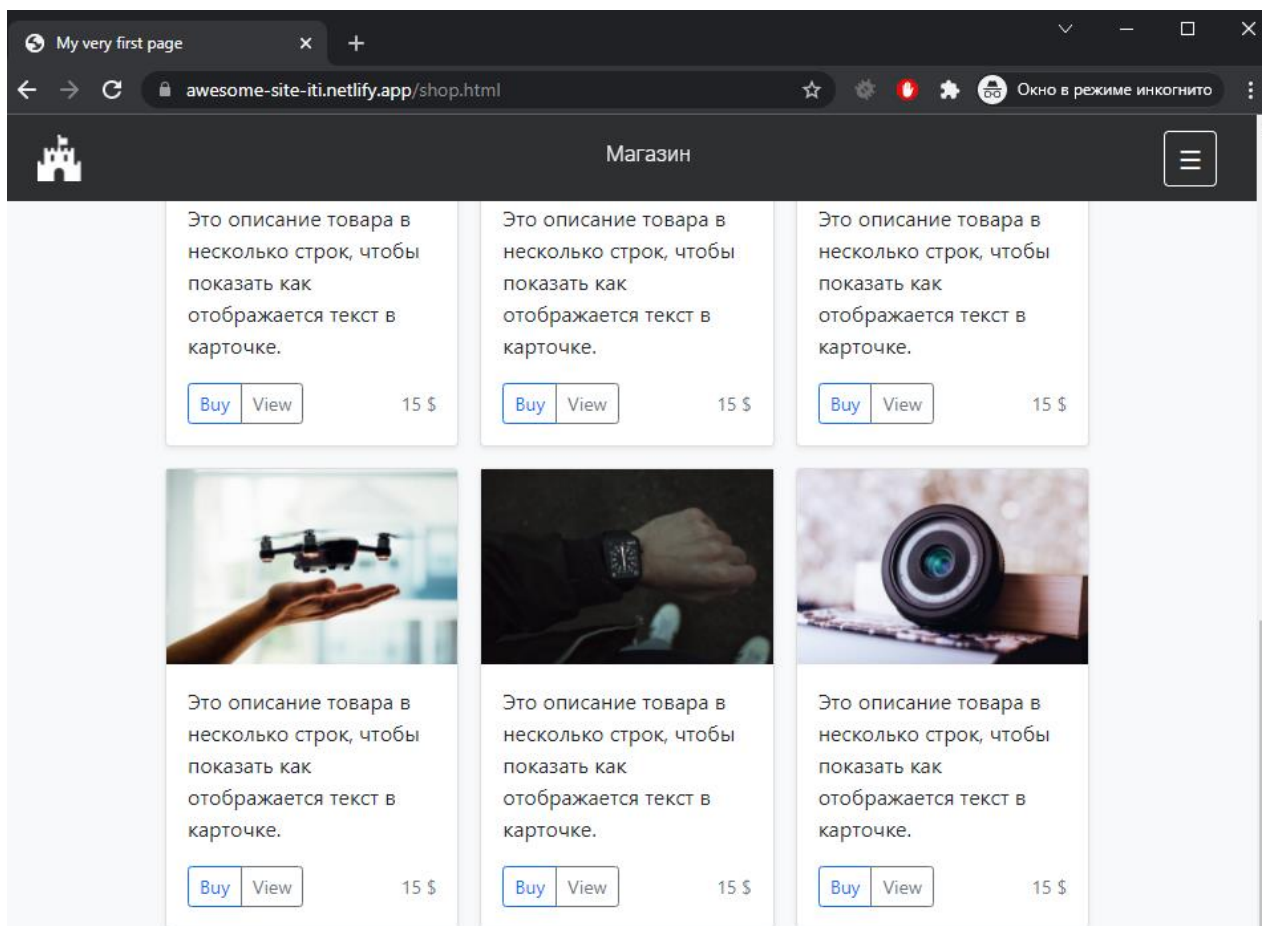 My very first page
awesome-site-iti.netlify.app/shop.html
Окно в режиме инкогнито
Магазин
Это описание товара в
несколько строк, чтобы
показать как
отображается текст в
карточке.
Buy View 15 $
Это описание товара в
несколько строк, чтобы
показать как
отображается текст в
карточке.
Buy View 15 $
Это описание товара в
несколько строк, чтобы
показать как
отображается текст в
карточке.
Buy View 15 $
Это описание товара в
несколько строк, чтобы
показать как
отображается текст в
карточке.
Buy View 15 $
Это описание товара в
несколько строк, чтобы
показать как
отображается текст в
карточке.
Buy View 15 $
Это описание товара в
несколько строк, чтобы
показать как
отображается текст в
карточке.
Buy View 15 $